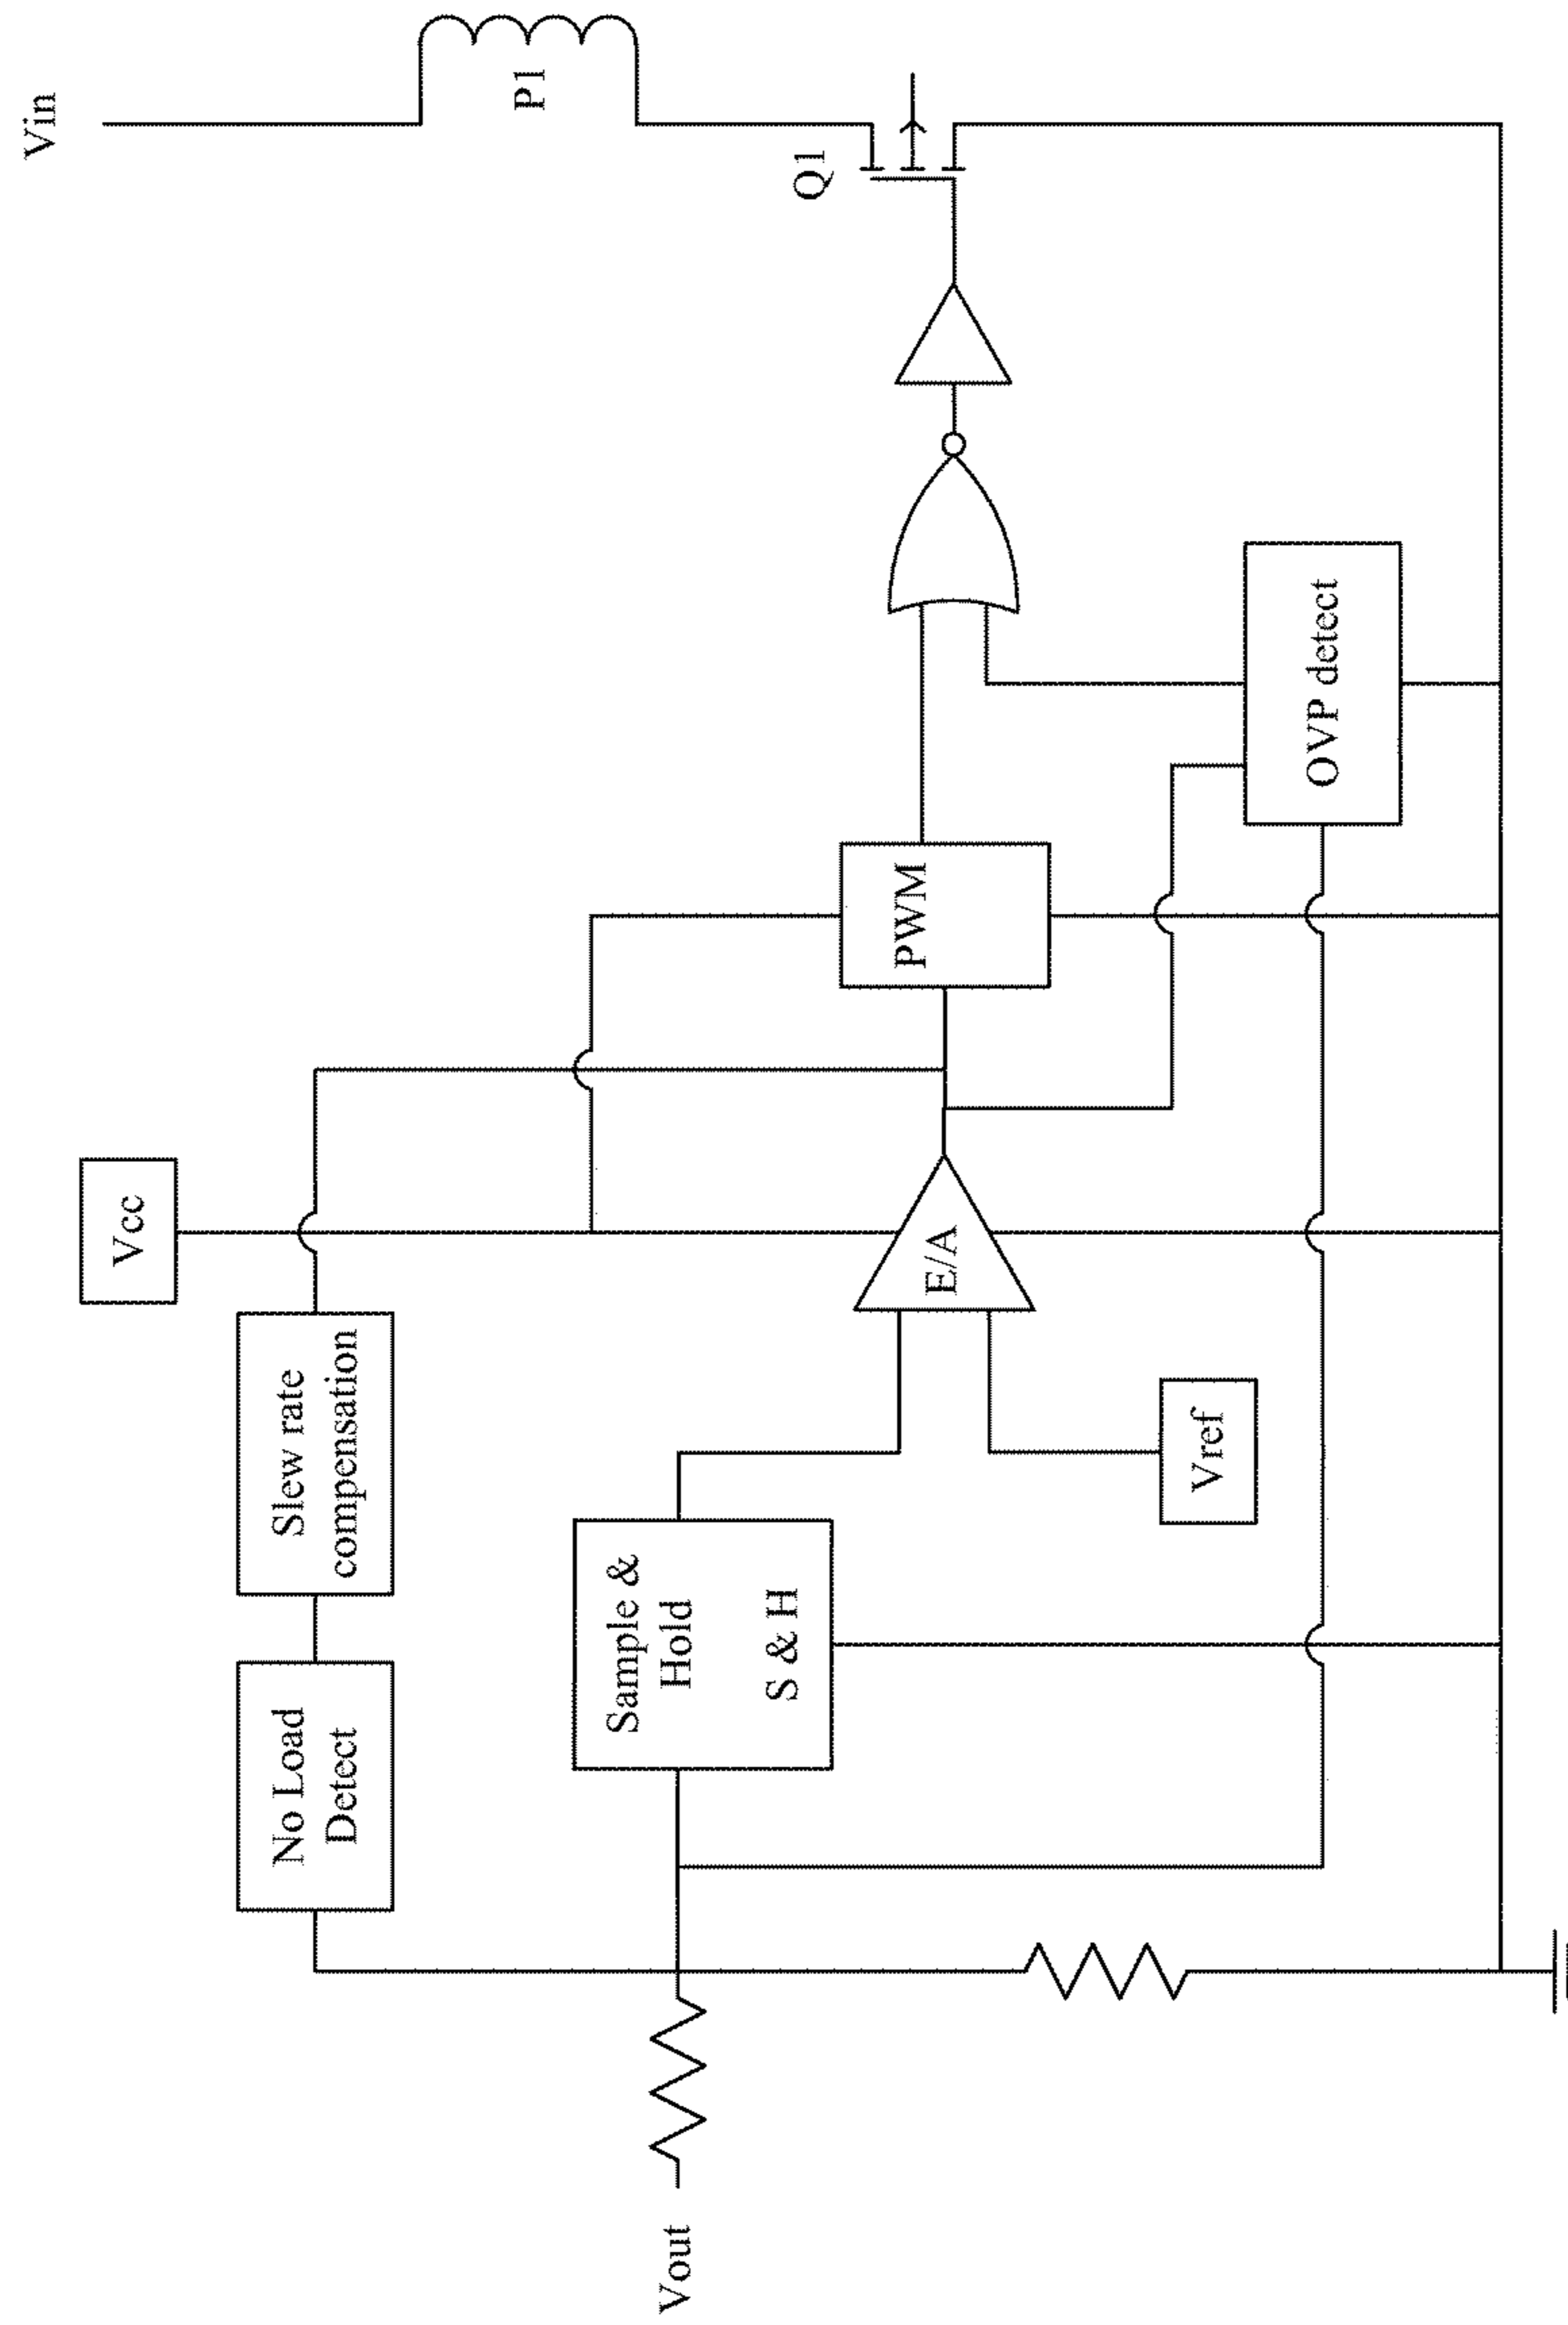 Vin
P1
Q1
Vcc
No Load
Detect
Slew rate
compensation
Sample &
Hold
S & H
E/A
PWM
Vout
Vref
OVP detect